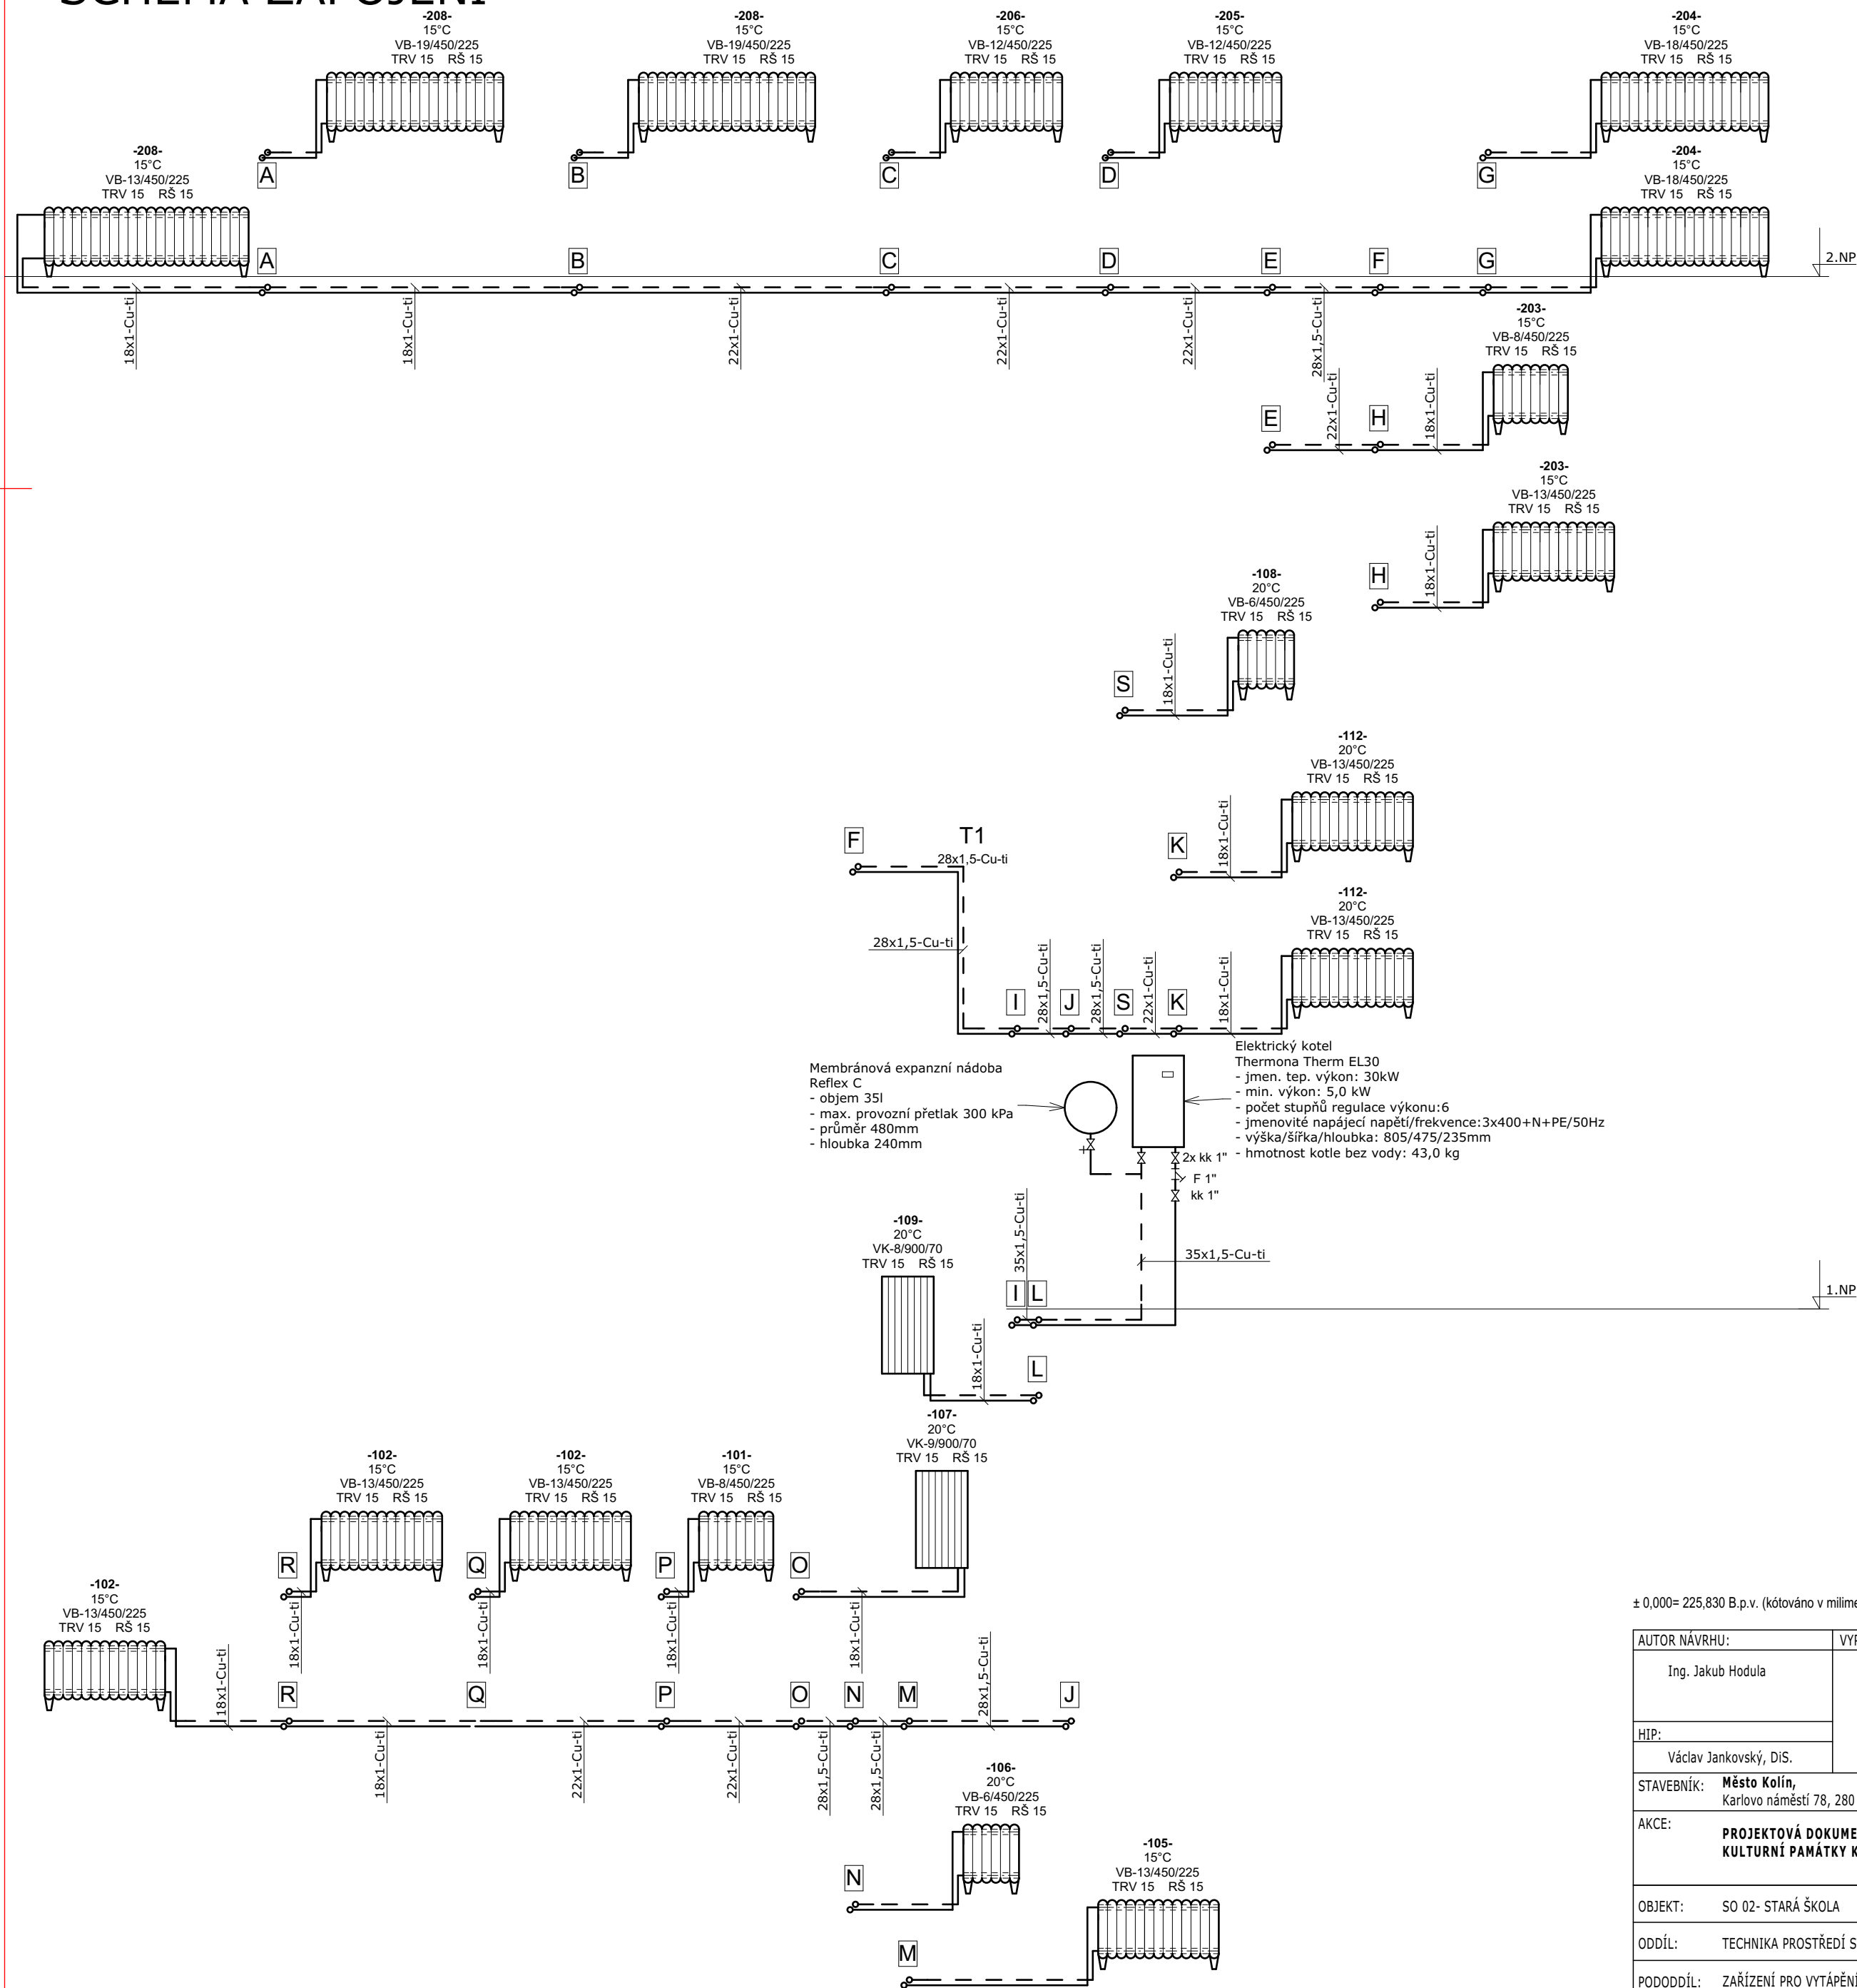 SCHÉMA ZAPOJENÍ
-208-
15°C
VB-19/450/225
TRV 15 RŠ 15
-208-
15°C
VB-19/450/225
TRV 15 RŠ 15
-206-
15°C
VB-12/450/225
TRV 15 RŠ 15
-205-
15°C
VB-12/450/225
TRV 15 RŠ 15
-204-
15°C
VB-18/450/225
TRV 15 RŠ 15
-208-
15°C
VB-13/450/225
TRV 15 RŠ 15
A
B
C
D
G
-204-
15°C
VB-18/450/225
TRV 15 RŠ 15
A
B
C
D
E
F
G
2.NP
18x1-Cu-ti
18x1-Cu-ti
22x1-Cu-ti
22x1-Cu-ti
22x1-Cu-ti
28x1,5-Cu-ti
-203-
15°C
VB-8/450/225
TRV 15 RŠ 15
E
22x1-Cu-ti
H
18x1-Cu-ti
-203-
15°C
VB-13/450/225
TRV 15 RŠ 15
H
18x1-Cu-ti
-108-
20°C
VB-6/450/225
TRV 15 RŠ 15
S
18x1-Cu-ti
-112-
20°C
VB-13/450/225
TRV 15 RŠ 15
K
18x1-Cu-ti
F
T1
28x1,5-Cu-ti
28x1,5-Cu-ti
-112-
20°C
VB-13/450/225
TRV 15 RŠ 15
I
28x1,5-Cu-ti
J
28x1,5-Cu-ti
S
22x1-Cu-ti
K
18x1-Cu-ti
Membránová expanzní nádoba
Reflex C
- objem 35l
- max. provozní přetlak 300 kPa
- průměr 480mm
- hloubka 240mm
Elektrický kotel
Thermona Therm EL30
- jmen. tep. výkon: 30kW
- min. výkon: 5,0 kW
- počet stupňů regulace výkonu:6
- jmenovité napájecí napětí/frekvence:3x400+N+PE/50Hz
- výška/šířka/hloubka: 805/475/235mm
- hmotnost kotle bez vody: 43,0 kg
2x kk 1"
F 1"
kk 1"
35x1,5-Cu-ti
35x1,5-Cu-ti
-109-
20°C
VK-8/900/70
TRV 15 RŠ 15
I
L
1.NP
18x1-Cu-ti
L
-107-
20°C
VK-9/900/70
TRV 15 RŠ 15
-102-
15°C
VB-13/450/225
TRV 15 RŠ 15
-102-
15°C
VB-13/450/225
TRV 15 RŠ 15
-101-
15°C
VB-8/450/225
TRV 15 RŠ 15
R
Q
P
O
18x1-Cu-ti
18x1-Cu-ti
18x1-Cu-ti
18x1-Cu-ti
-102-
15°C
VB-13/450/225
TRV 15 RŠ 15
18x1-Cu-ti
28x1,5-Cu-ti
R
Q
P
O
N
M
J
18x1-Cu-ti
22x1-Cu-ti
22x1-Cu-ti
28x1,5-Cu-ti
28x1,5-Cu-ti
-106-
20°C
VB-6/450/225
TRV 15 RŠ 15
N
-105-
15°C
VB-13/450/225
TRV 15 RŠ 15
M
± 0,000= 225,830 B.p.v. (kótováno v milime
AUTOR NÁVRHU:
Ing. Jakub Hodula
HIP:
Václav Jankovský, DiS.
STAVEBNÍK: Město Kolín,
Karlovo náměstí 78, 280
AKCE: PROJEKTOVÁ DOKUME
KULTURNÍ PAMÁTKY K
OBJEKT: SO 02- STARÁ ŠKOLA
ODDÍL: TECHNIKA PROSTŘEDÍ S
PODODDÍL: ZAŘÍZENÍ PRO VYTÁPĚNÍ